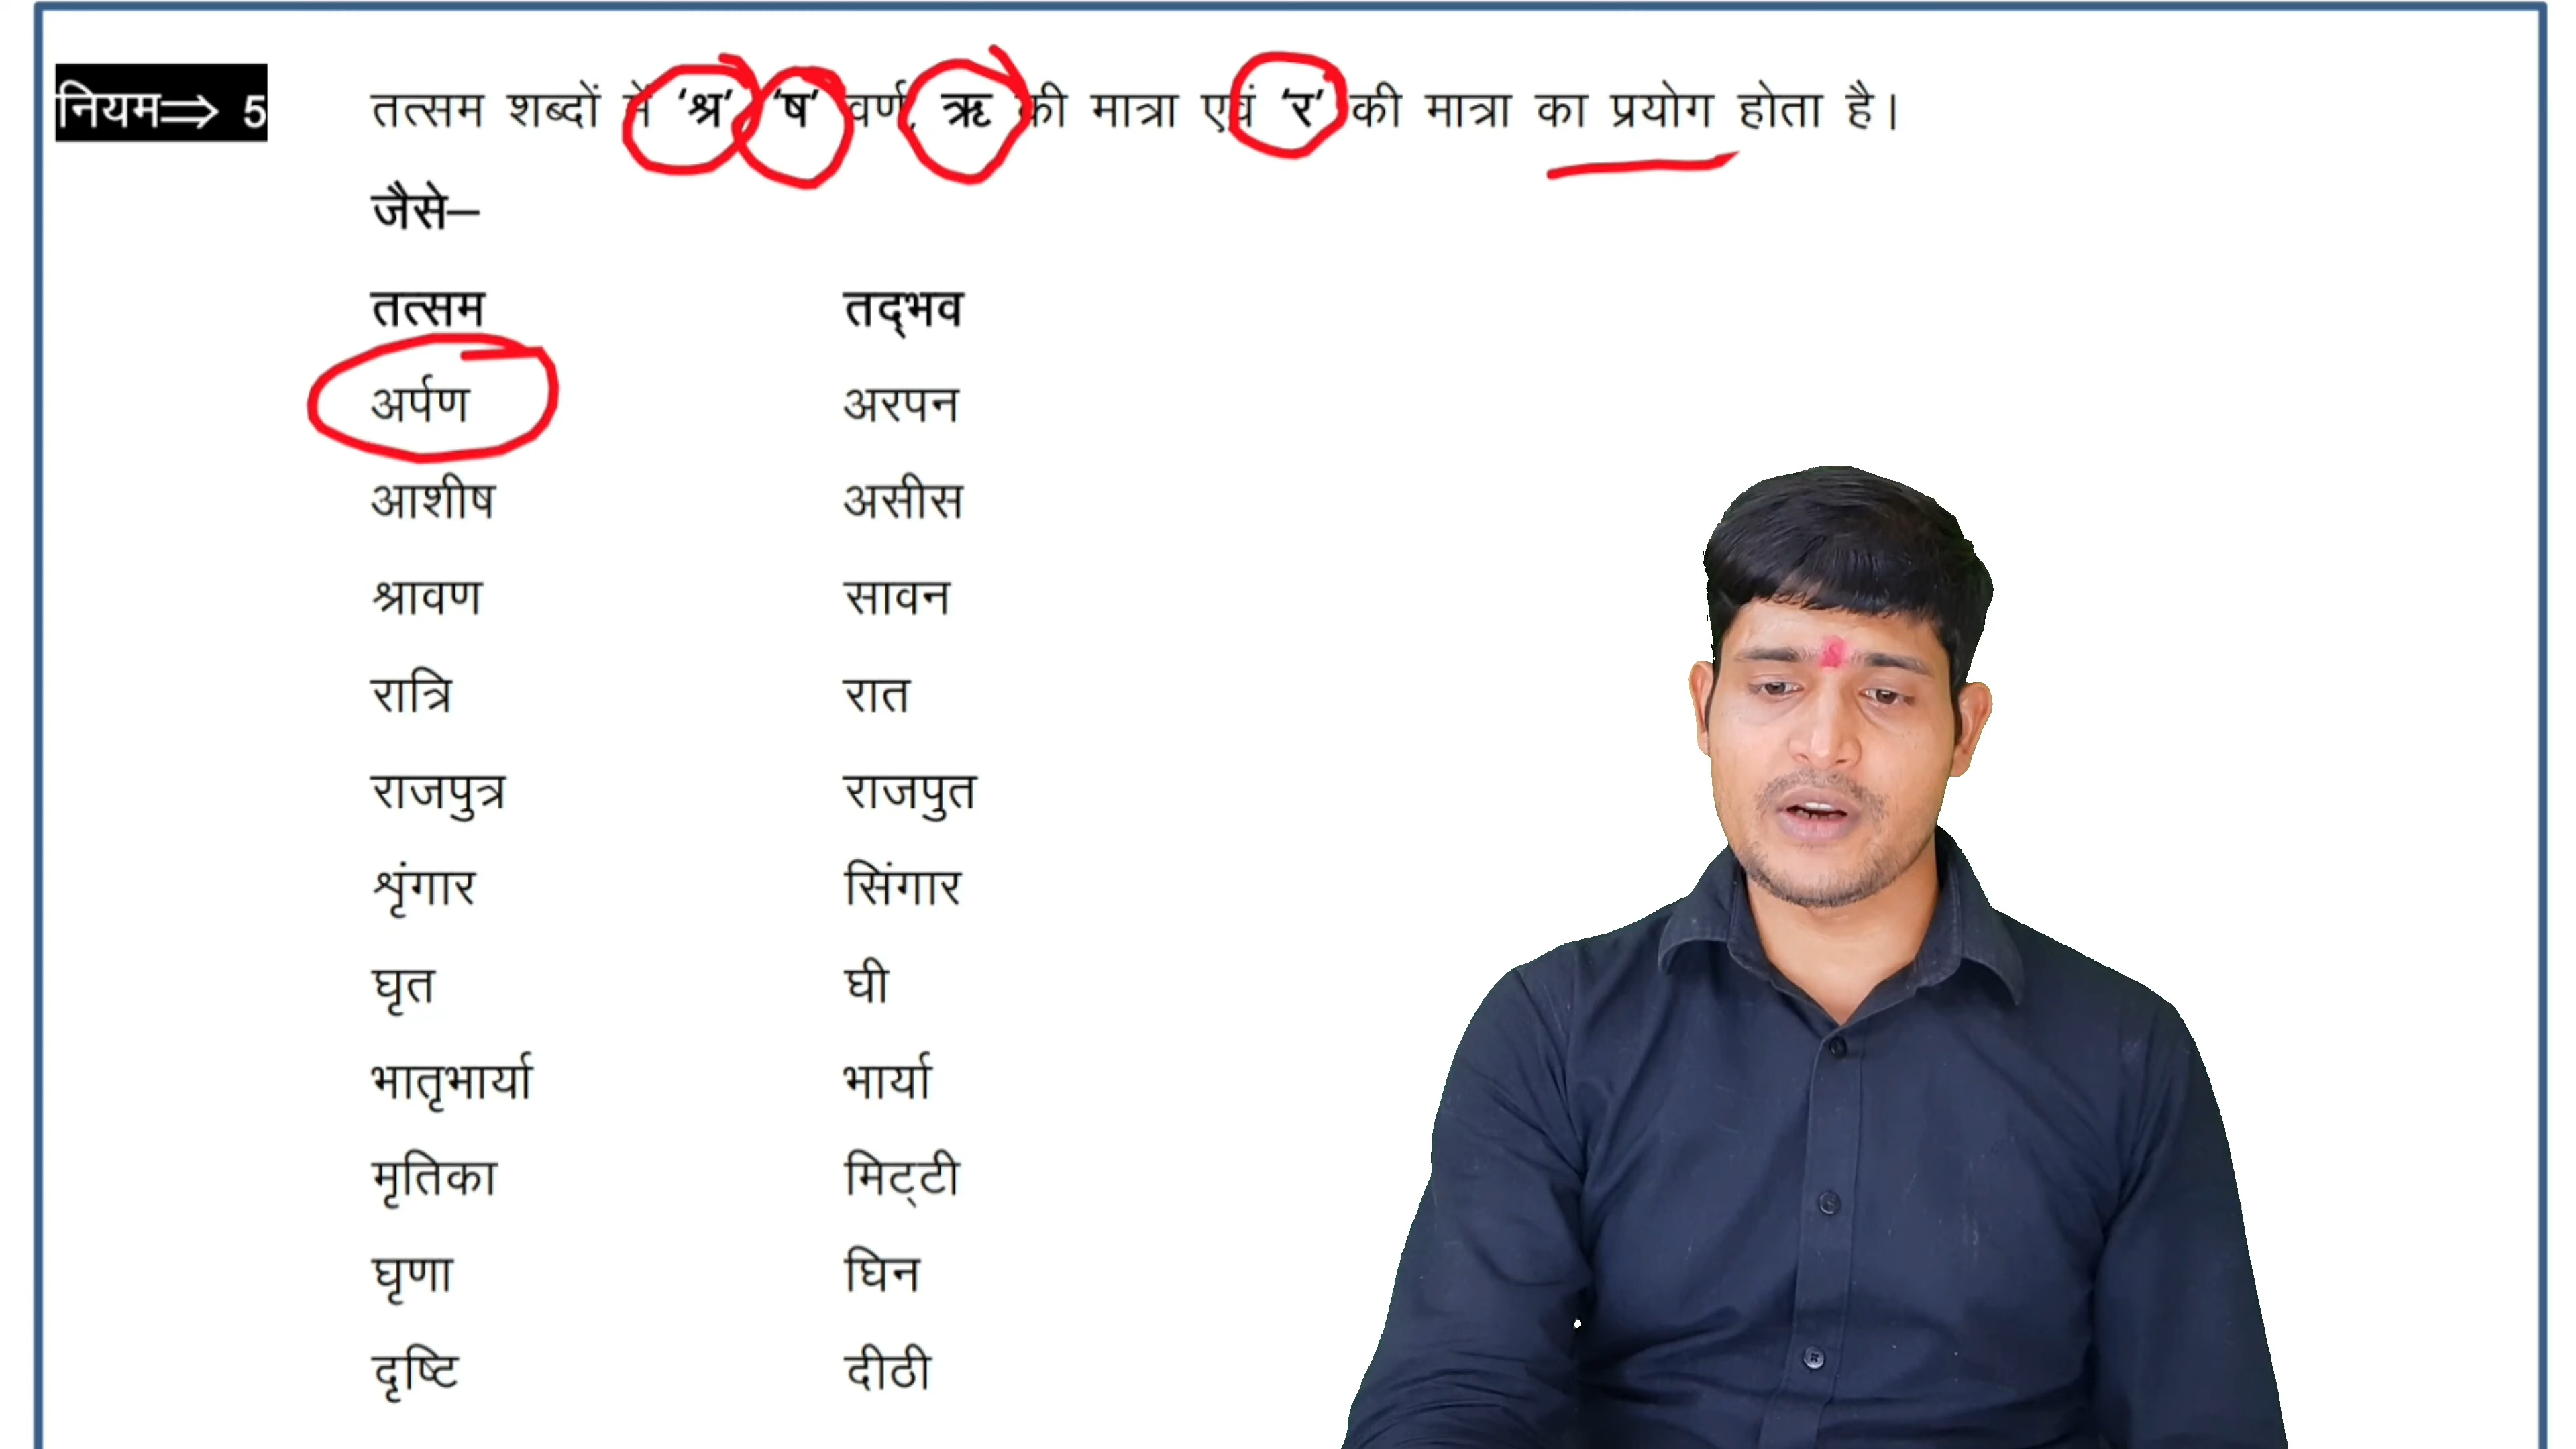 नियम⇒ 5 तत्सम शब्दों में ‘श्र’ ‘ष’ वर्ण, ऋ की मात्रा एवं ‘र’ की मात्रा का प्रयोग होता है।
जैसे–
तत्सम तद्‌भव
अर्पण अरपन
आशीष असीस
श्रावण सावन
रात्रि रात
राजपुत्र राजपुत
शृंगार सिंगार
घृत घी
भातृभार्या भार्या
मृतिका मिट्‌टी
घृणा घिन
दृष्टि दीठी